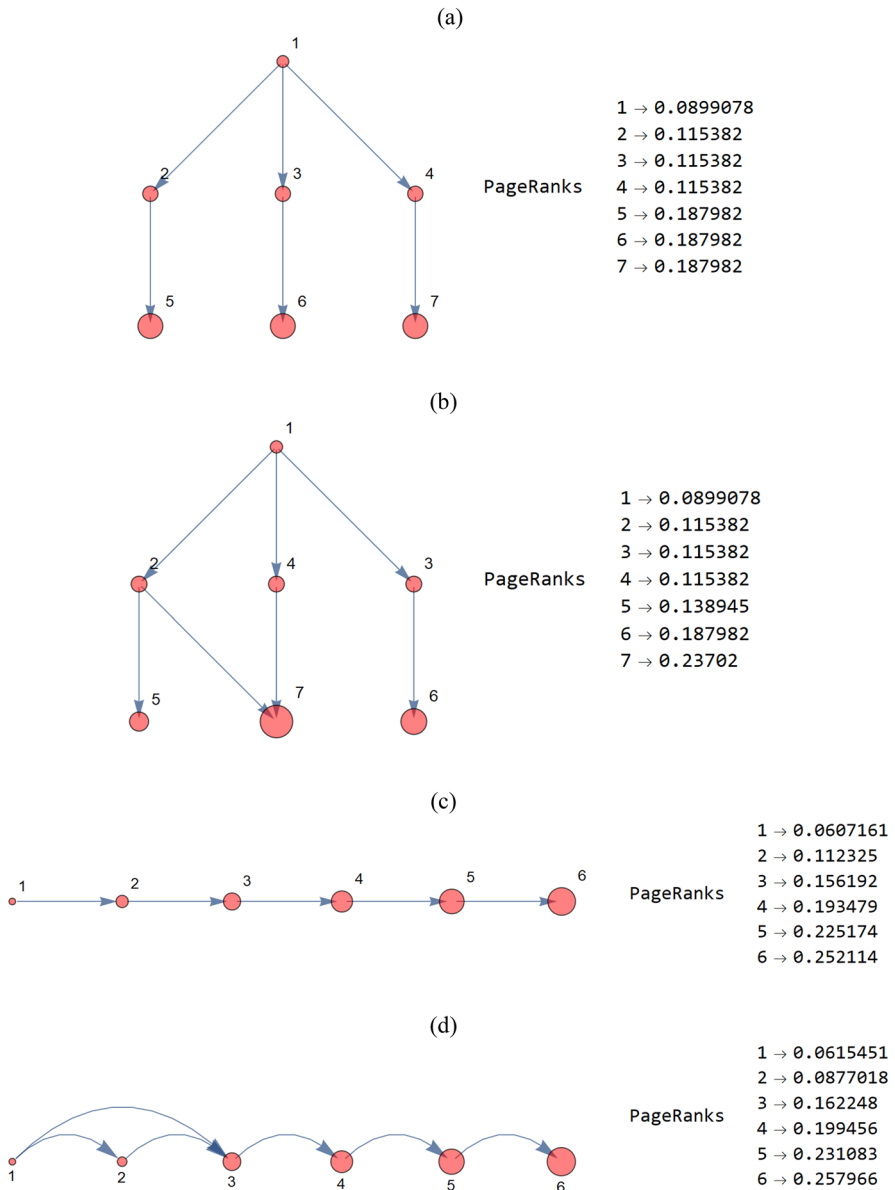 (a)
1
2
3
4
5
6
7
PageRanks
1 → 0.0899078
2 → 0.115382
3 → 0.115382
4 → 0.115382
5 → 0.187982
6 → 0.187982
7 → 0.187982
(b)
1
2
4
3
5
7
6
PageRanks
1 → 0.0899078
2 → 0.115382
3 → 0.115382
4 → 0.115382
5 → 0.138945
6 → 0.187982
7 → 0.23702
(c)
1
2
3
4
5
6
PageRanks
1 → 0.0607161
2 → 0.112325
3 → 0.156192
4 → 0.193479
5 → 0.225174
6 → 0.252114
(d)
1
2
3
4
5
6
PageRanks
1 → 0.0615451
2 → 0.0877018
3 → 0.162248
4 → 0.199456
5 → 0.231083
6 → 0.257966